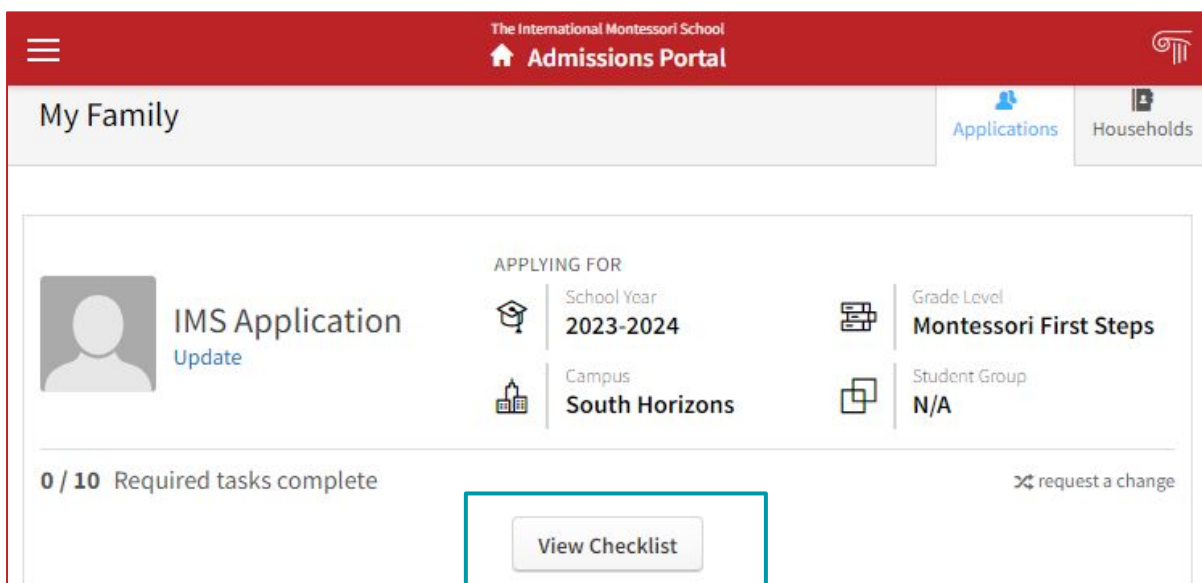 The International Montessori School
Admissions Portal
My Family
Applications
Households
IMS Application
Update
APPLYING FOR
School Year
2023-2024
Grade Level
Montessori First Steps
Campus
South Horizons
Student Group
N/A
0 / 10 Required tasks complete
request a change
View Checklist